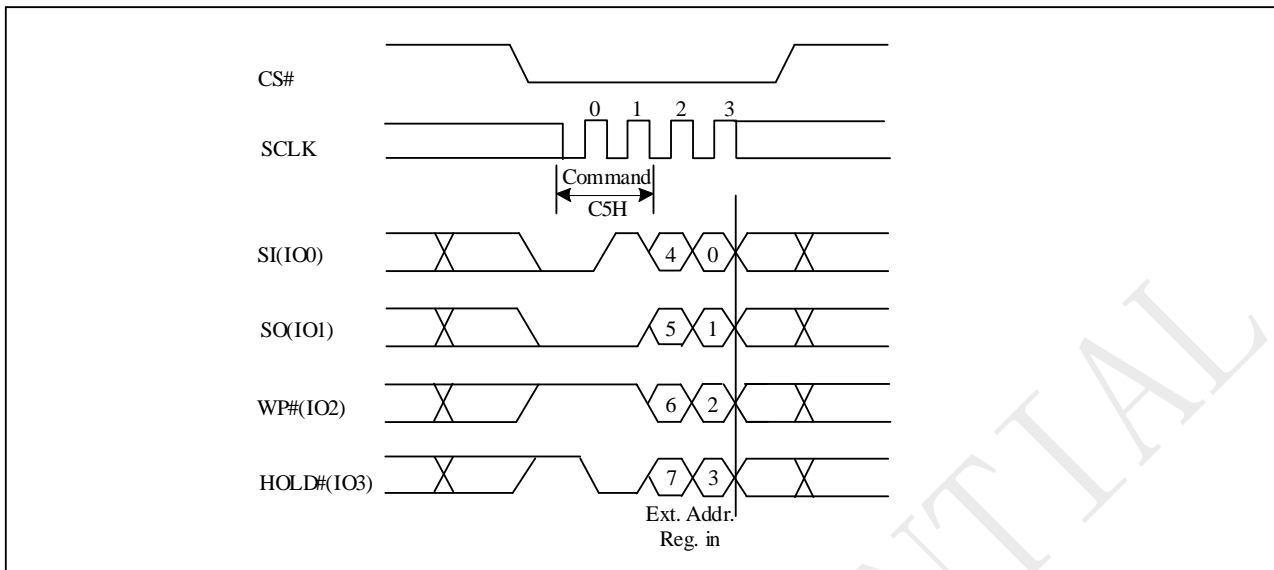 CS#
0 1 2 3
SCLK
Command
C5H
SI(IO0)
4 0
SO(IO1)
5 1
WP#(IO2)
6 2
HOLD#(IO3)
7 3
Ext. Addr.
Reg. in
NTIAL